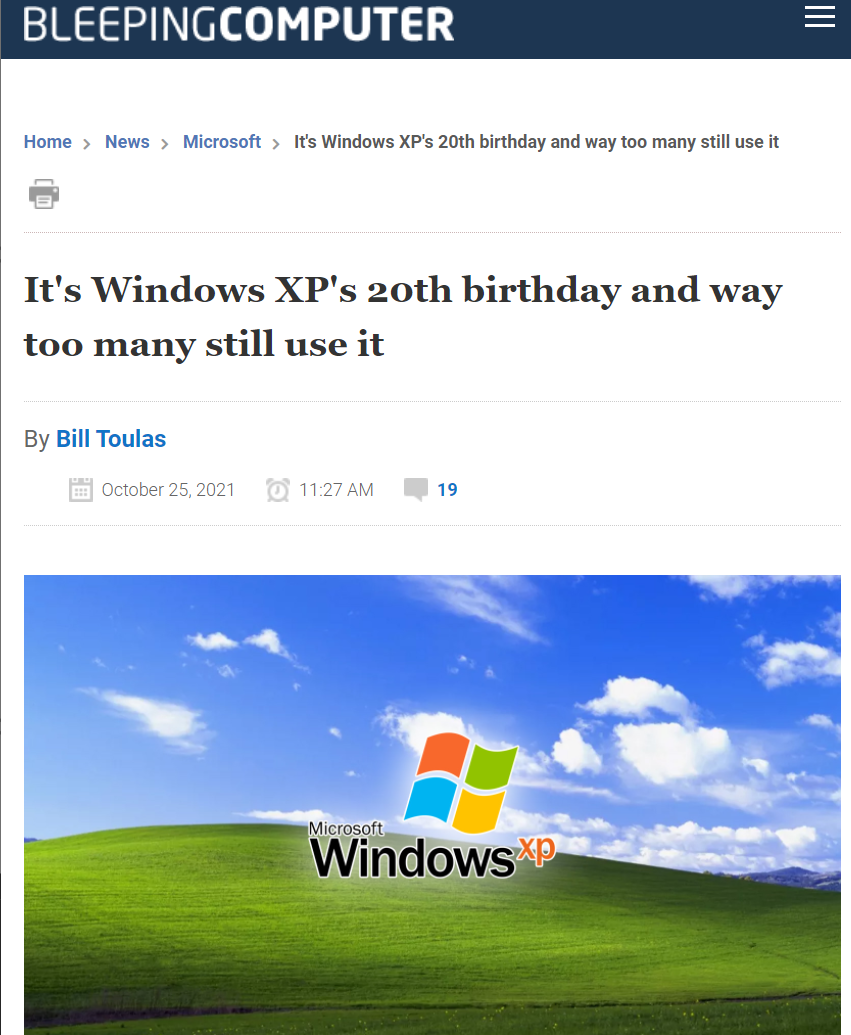 BLEEPINGCOMPUTER
Home > News > Microsoft > It's Windows XP's 20th birthday and way too many still use it
It's Windows XP's 20th birthday and way
too many still use it
By Bill Toulas
October 25, 2021 11:27 AM 19
Microsoft
Windows xp